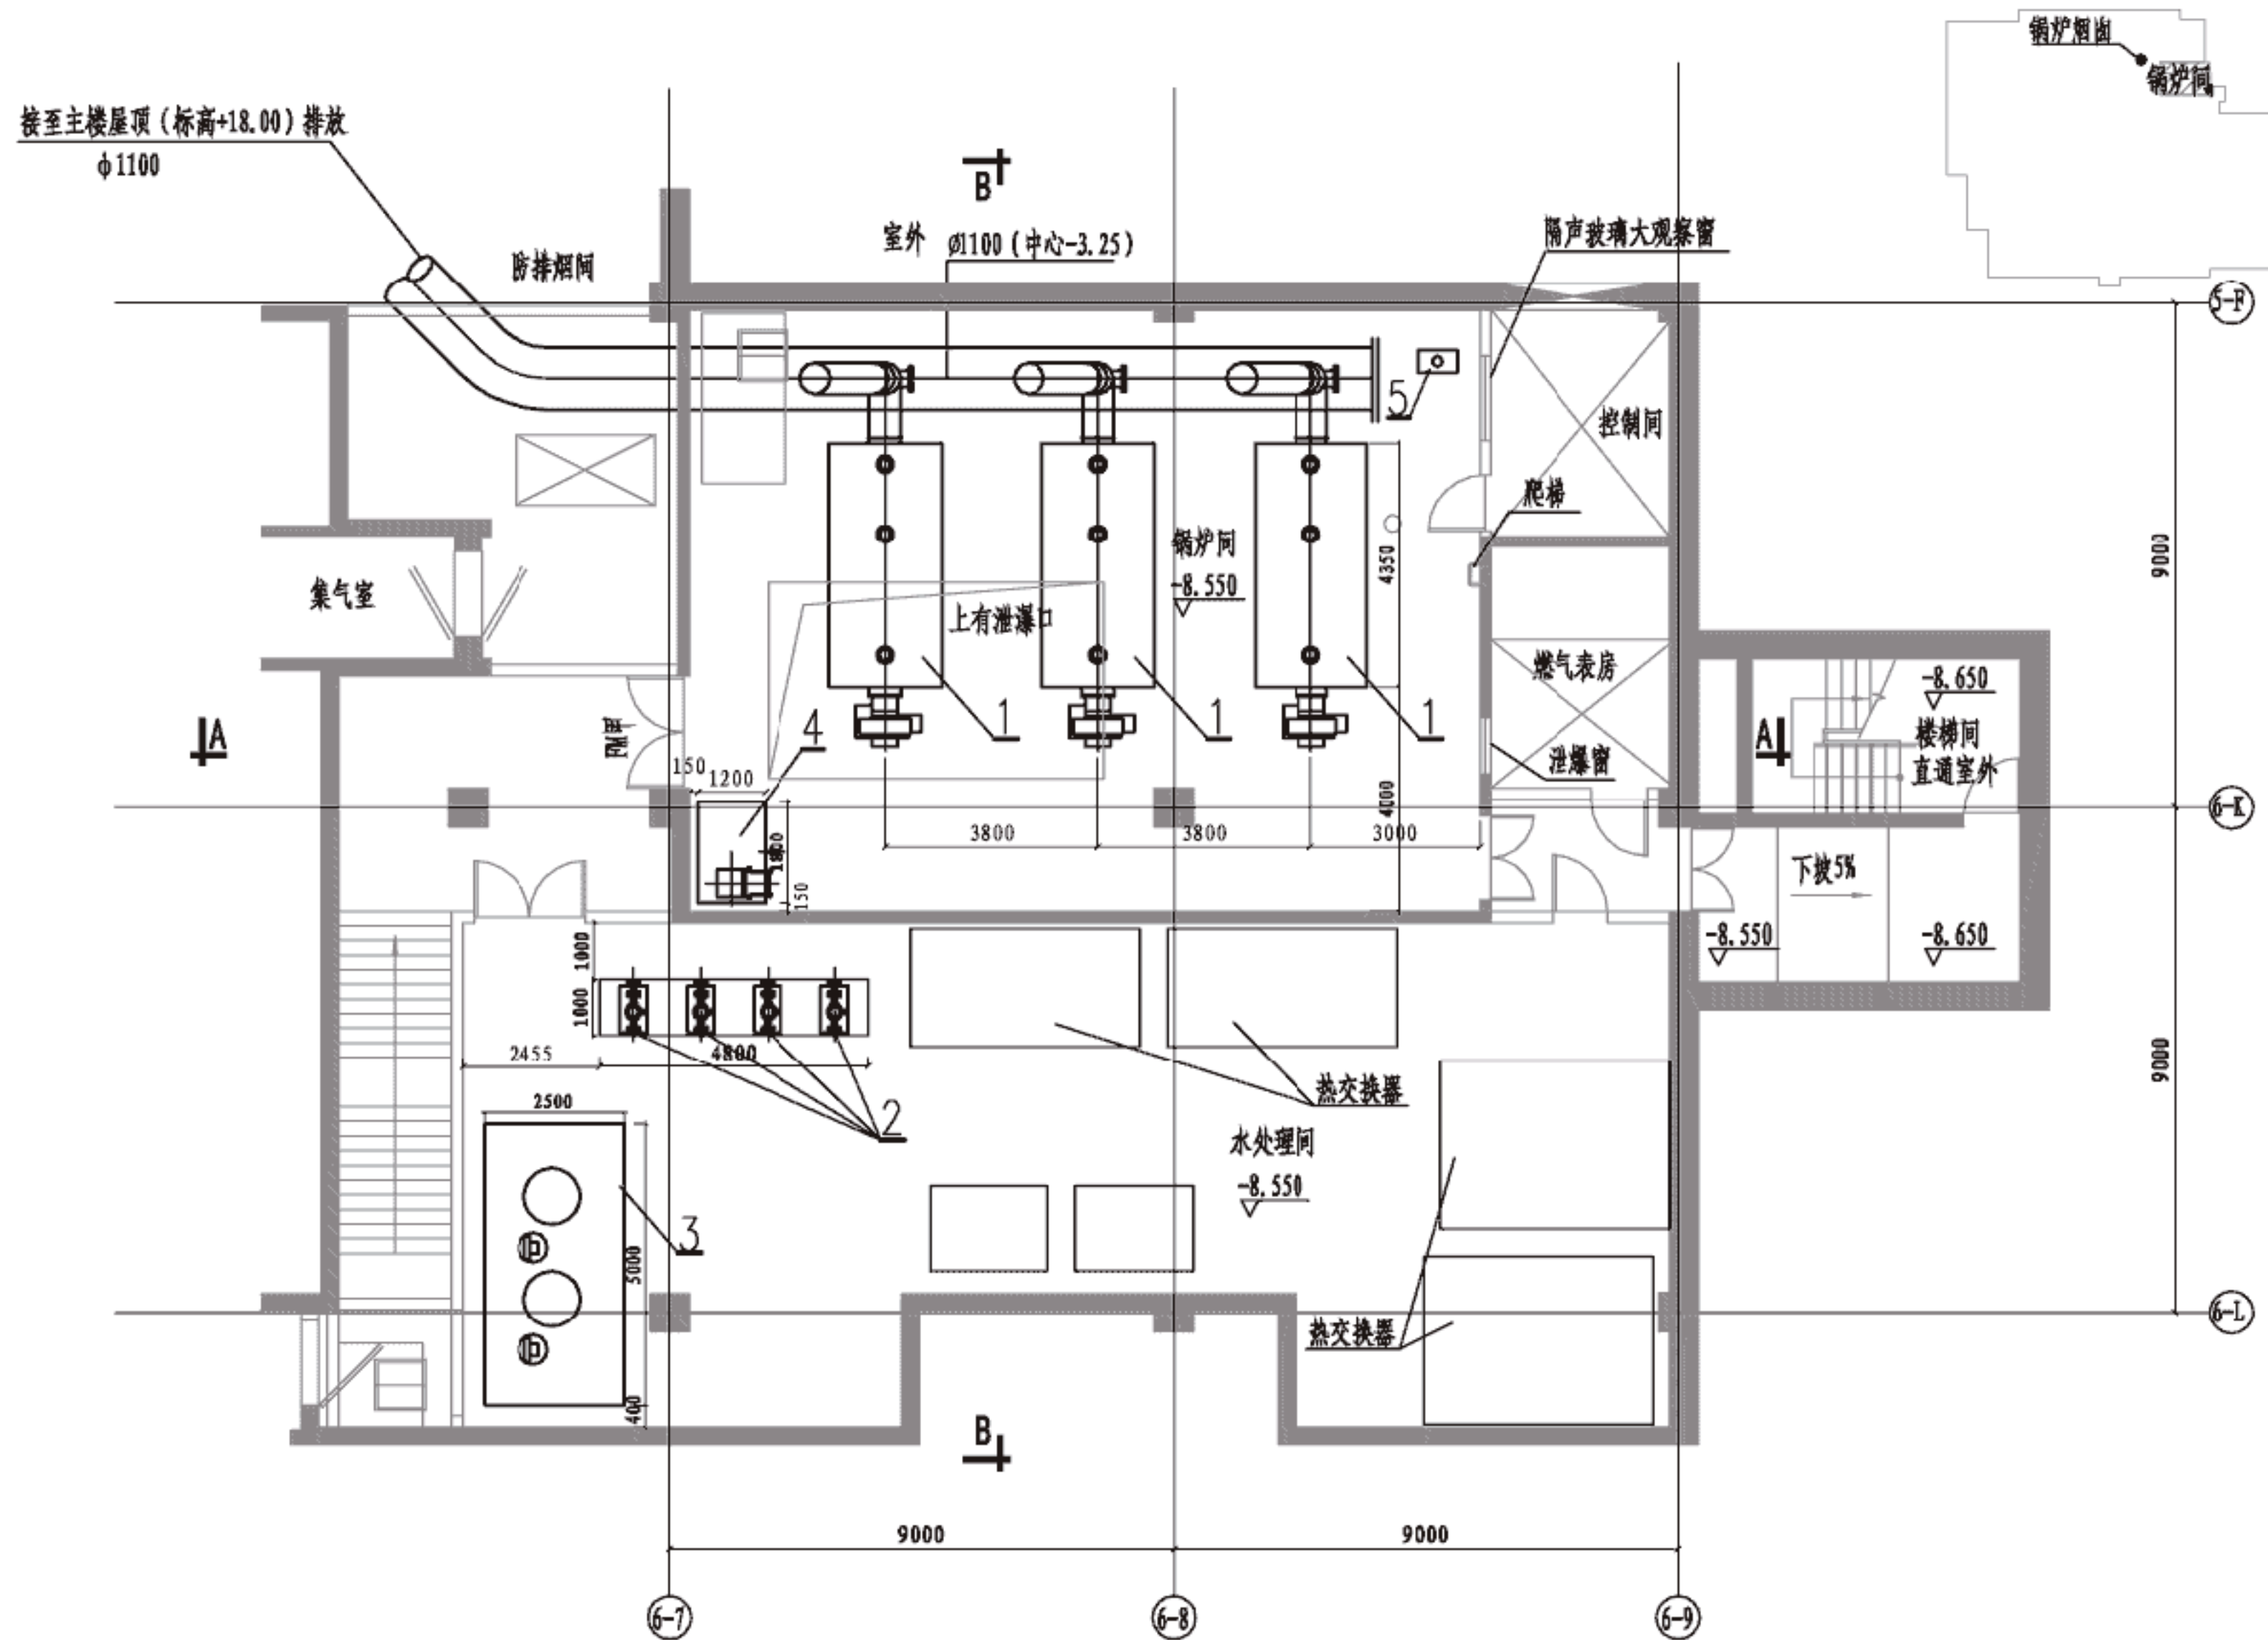 锅炉烟囱
锅炉间
接至主楼屋顶（标高+18.00）排放
ф1100
B
室外 Ø1100（中心-3.25）
隔声玻璃大观察窗
防排烟间
5-F
5
控制间
爬梯
锅炉间
-8.550
4350
9000
集气室
上有泄爆口
燃气表房
-8.650
楼梯间
直通室外
A
1
1
1
4
A
泄爆窗
150
1200
4000
6-K
3800
3800
3000
1800
150
下坡5%
-8.550
-8.650
1000
1000
2455
4800
热交换器
2500
2
水处理间
-8.550
9000
3
5000
6-L
热交换器
400
B
9000
9000
6-7
6-8
6-9